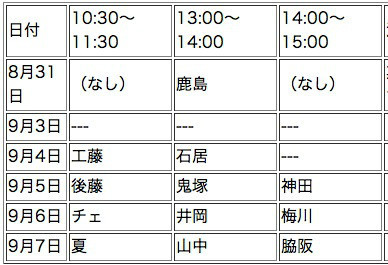 日付 10:30～11:30 13:00～14:00 14:00～15:00
8月31日 （なし） 鹿島 （なし）
9月3日 --- --- ---
9月4日 工藤 石居 ---
9月5日 後藤 鬼塚 神田
9月6日 チェ 井岡 梅川
9月7日 夏 山中 脇阪